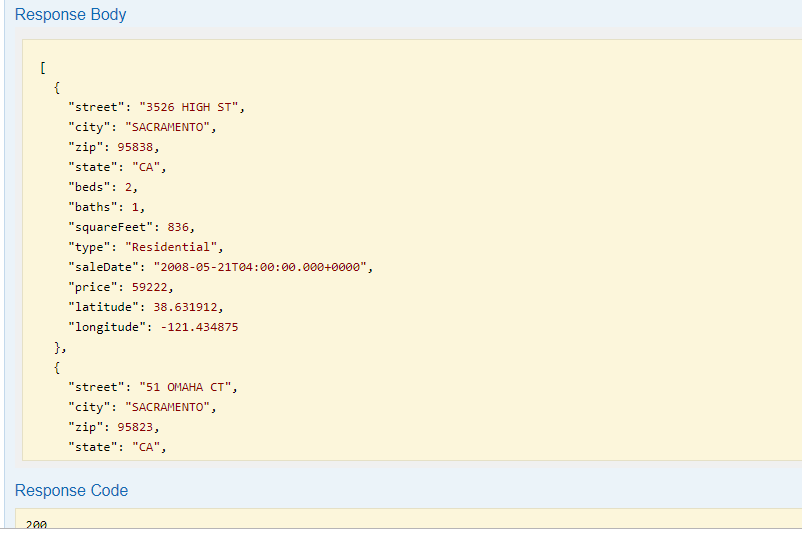 Response Body
[
{
"street": "3526 HIGH ST",
"city": "SACRAMENTO",
"zip": 95838,
"state": "CA",
"beds": 2,
"baths": 1,
"squareFeet": 836,
"type": "Residential",
"saleDate": "2008-05-21T04:00:00.000+0000",
"price": 59222,
"latitude": 38.631912,
"longitude": -121.434875
},
{
"street": "51 OMAHA CT",
"city": "SACRAMENTO",
"zip": 95823,
"state": "CA",
Response Code
200